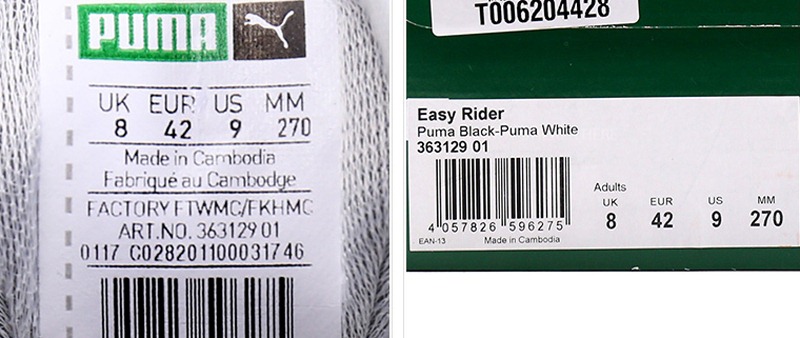 PUMA
UK EUR US MM
8 42 9 270
Made in Cambodia
Fabriqué au Cambodge
FACTORY FTWMC/FKHMC
ART.NO. 363129 01
0117 C028201100031746
T006204428
Easy Rider
Puma Black-Puma White
363129 01
4 057826 596275
EAN-13 Made in Cambodia
Adults
UK EUR US MM
8 42 9 270